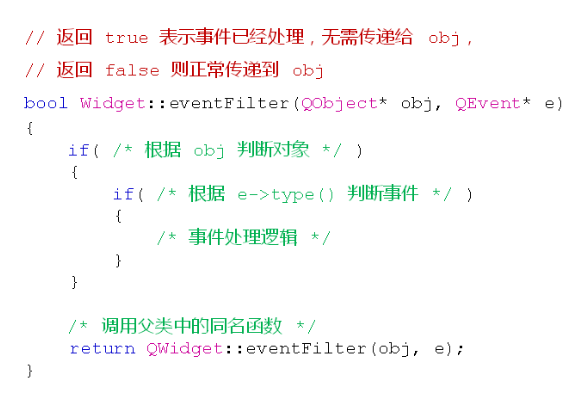 // 返回 true 表示事件已经处理，无需传递给 obj，
// 返回 false 则正常传递到 obj
bool Widget::eventFilter(QObject* obj, QEvent* e)
{
    if( /* 根据 obj 判断对象 */ )
    {
        if( /* 根据 e->type() 判断事件 */ )
        {
            /* 事件处理逻辑 */
        }
    }
    /* 调用父类中的同名函数 */
    return QWidget::eventFilter(obj, e);
}